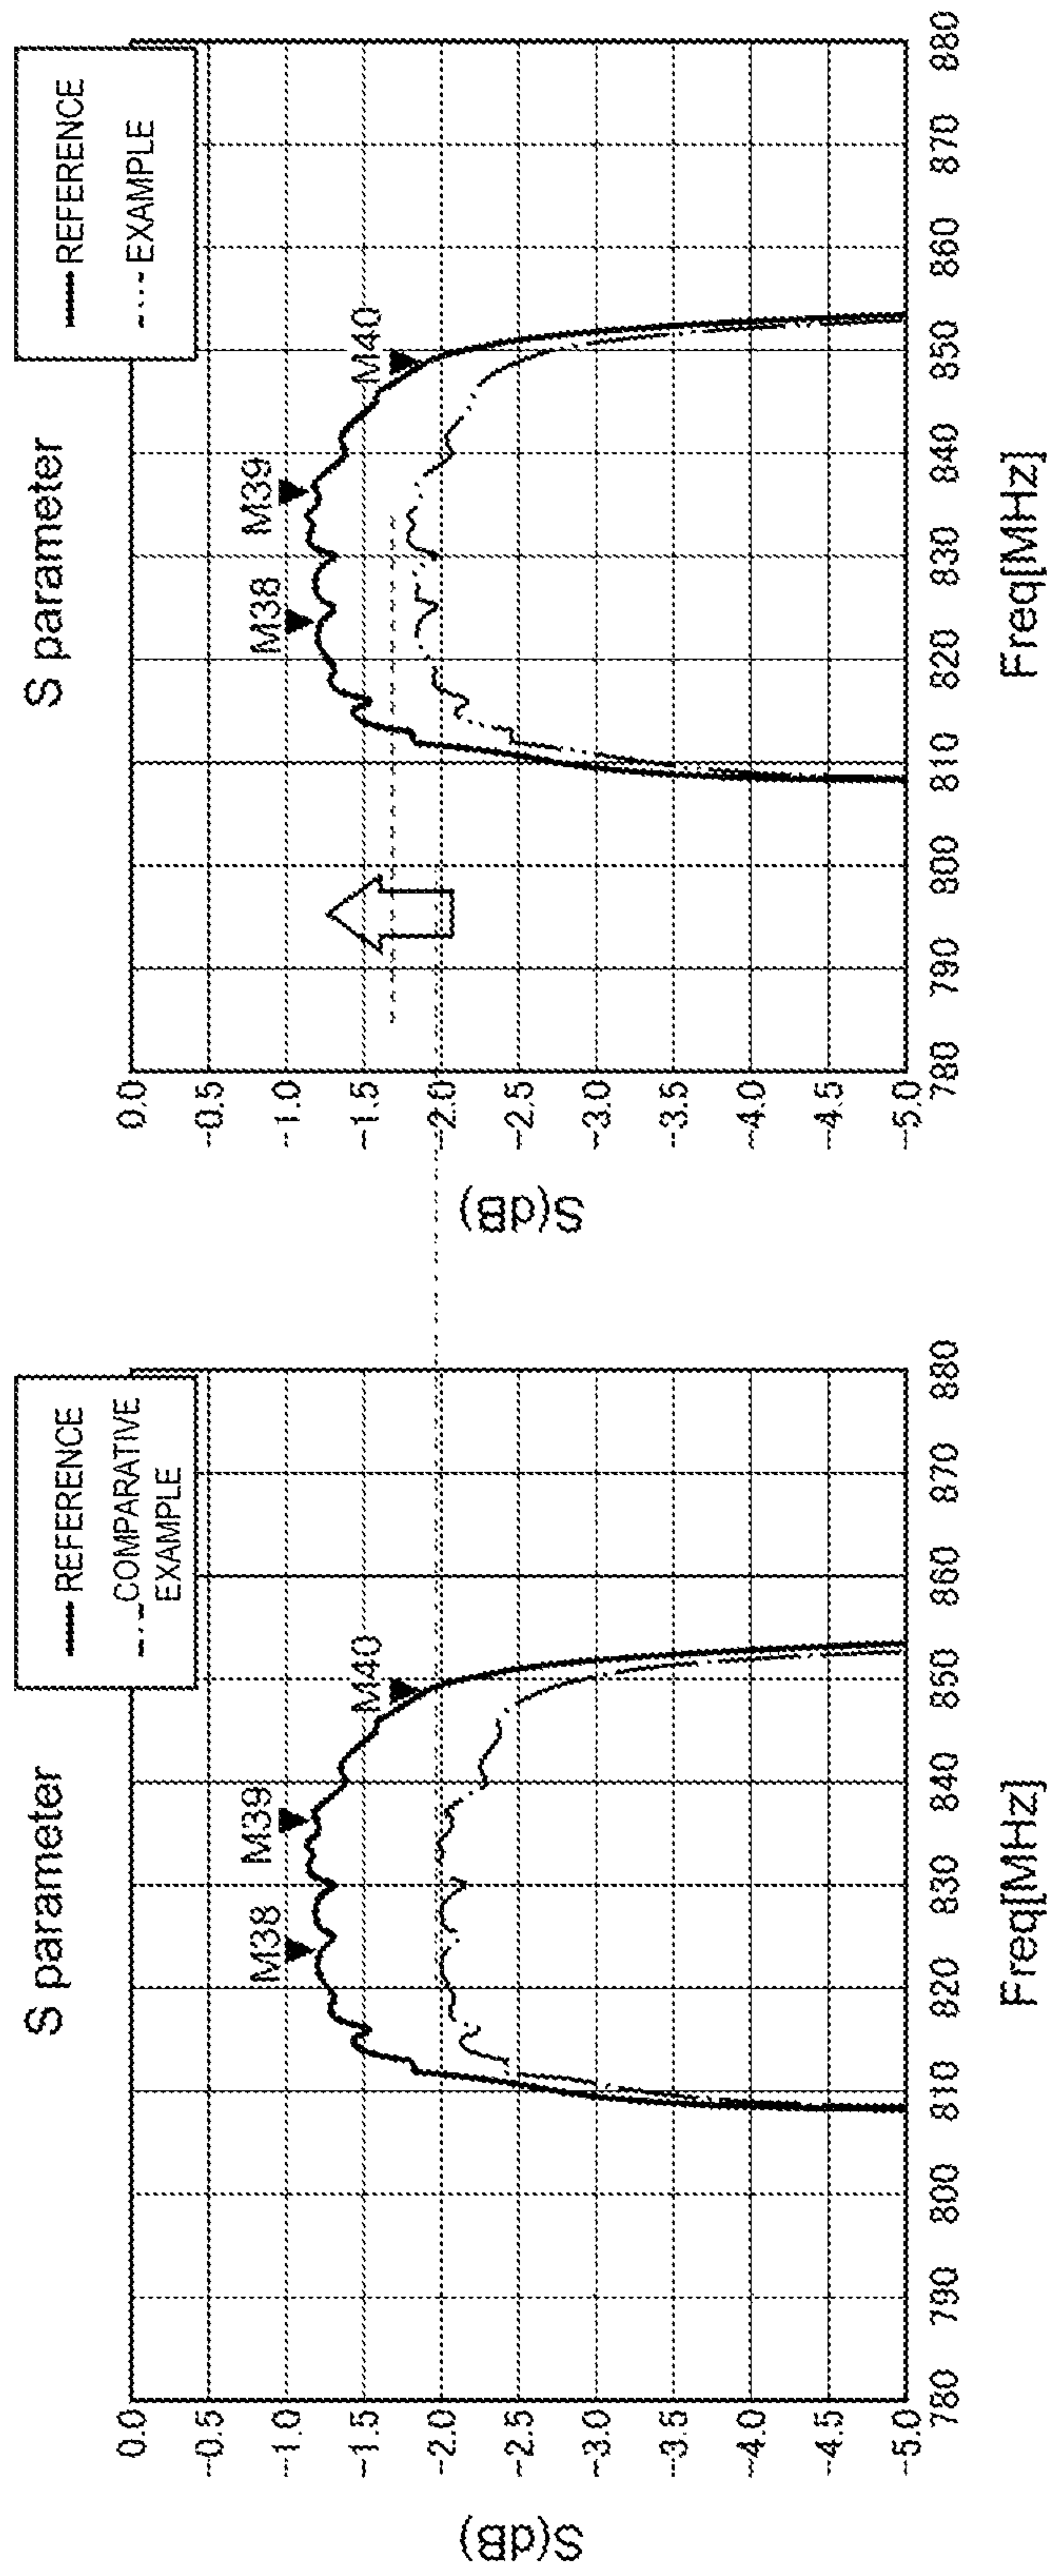 S parameter
REFERENCE
COMPARATIVE
EXAMPLE
M38
M39
M40
S(dB)
0.0
-0.5
-1.0
-1.5
-2.0
-2.5
-3.0
-3.5
-4.0
-4.5
-5.0
780 790 800 810 820 830 840 850 860 870 880
Freq[MHz]
S parameter
REFERENCE
EXAMPLE
M38
M39
M40
S(dB)
0.0
-0.5
-1.0
-1.5
-2.0
-2.5
-3.0
-3.5
-4.0
-4.5
-5.0
780 790 800 810 820 830 840 850 860 870 880
Freq[MHz]